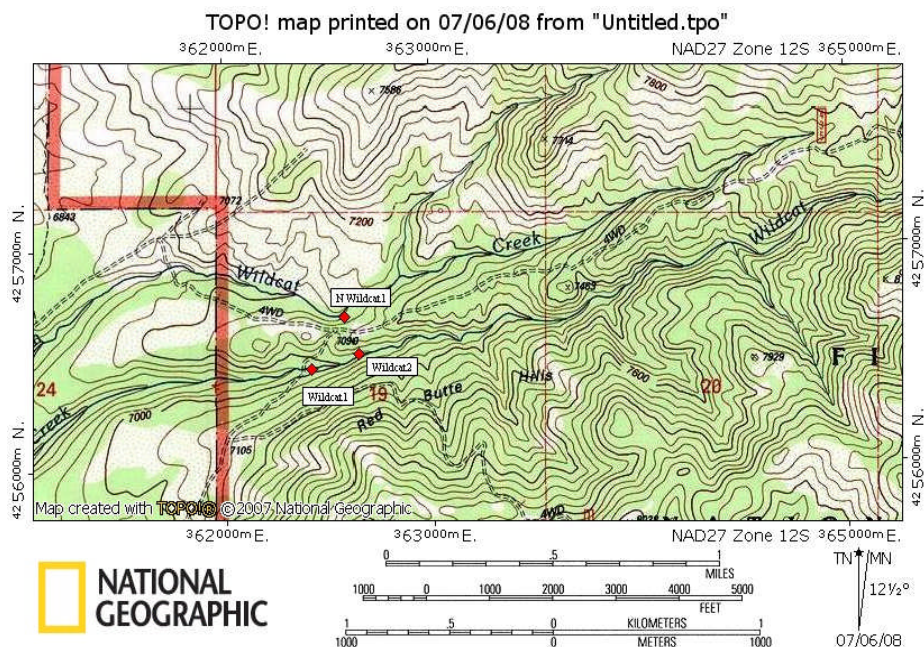 TOPO! map printed on 07/06/08 from "Untitled.tpo"
362000m E. 363000m E. NAD27 Zone 12S 365000m E.
7586
7800
7714
6843
7072
7200
4257000m N.
4257000m N.
Creek
4WD
Wildcat
Wildcat
7463
N Wildcat1
4WD
7090
Wildcat2
7929
F I
24
Wildcat1
19
Butte
Hills
7600
20
Red
7000
Creek
7105
4256000m N.
4256000m N.
4WD
Map created with TOPO!® ©2007 National Geographic
362000m E. 363000m E. NAD27 Zone 12S 365000m E.
NATIONAL
GEOGRAPHIC
0 .5 1
MILES
1000 0 1000 2000 3000 4000 5000
FEET
1 .5 0 KILOMETERS 1
1000 0 METERS 1000
TN MN
12½°
07/06/08